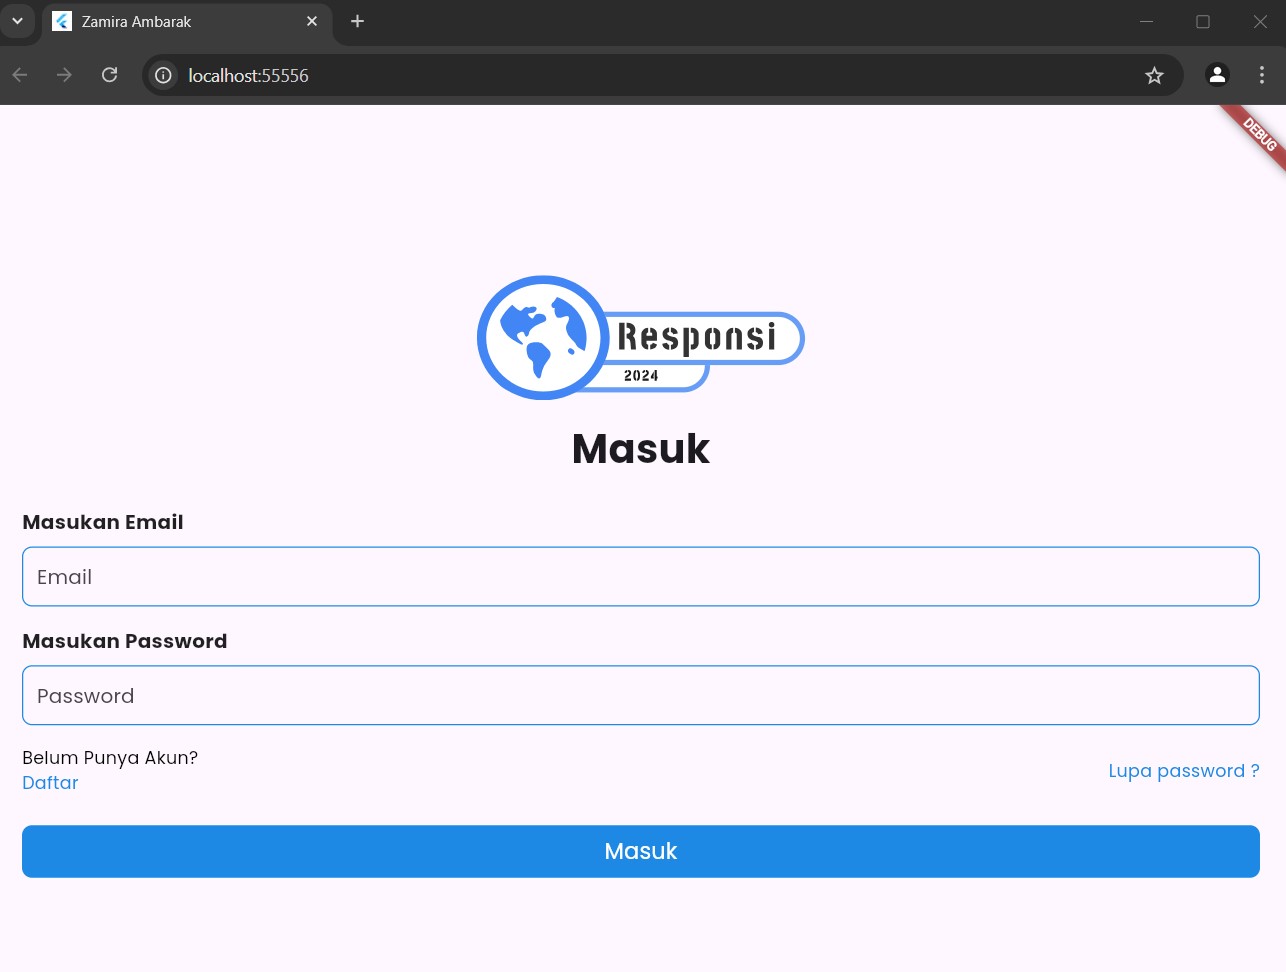 Zamira Ambarak
localhost:55556
DEBUG
Responsi
2024
Masuk
Masukan Email
Email
Masukan Password
Password
Belum Punya Akun?
Daftar
Lupa password ?
Masuk